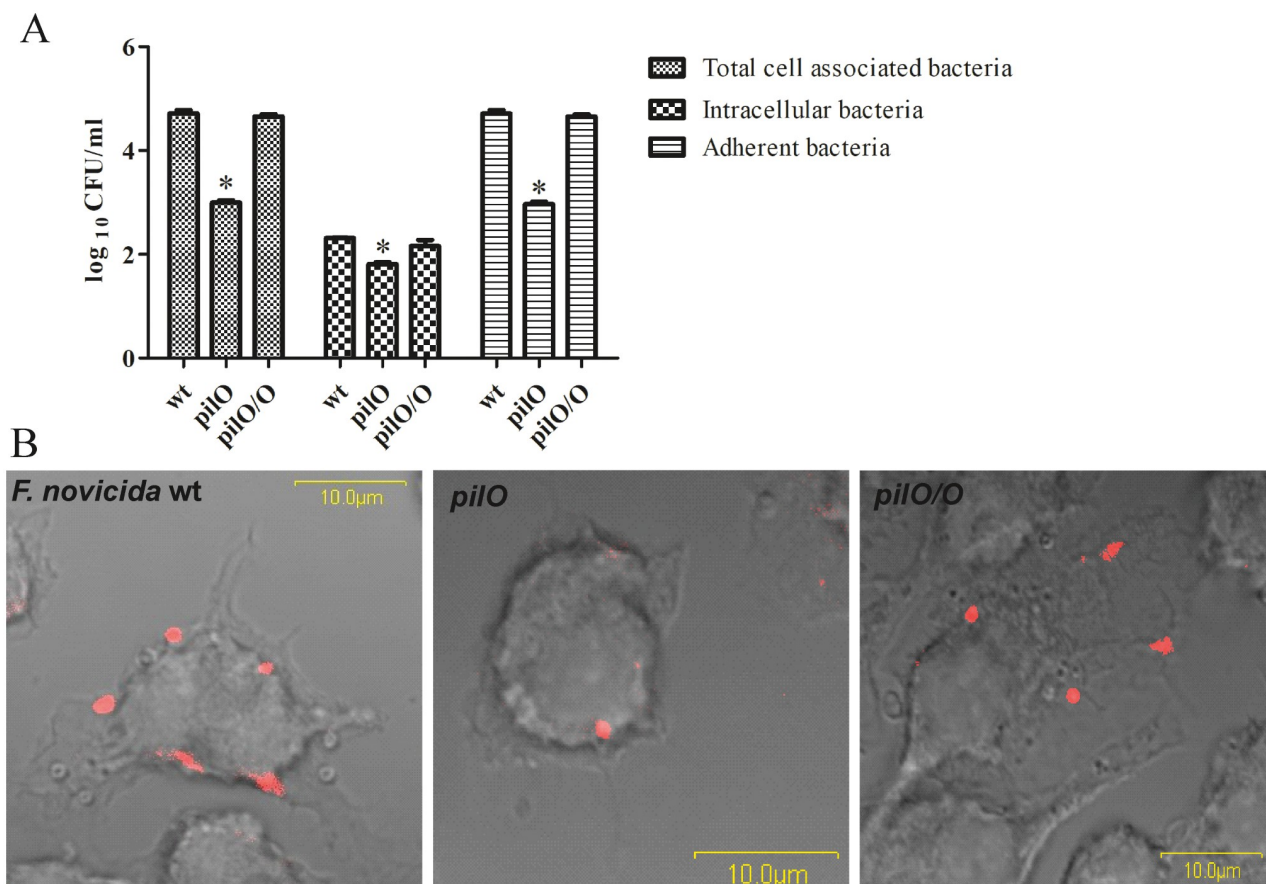 A
6
4
2
0
log 10 CFU/ml
Total cell associated bacteria
Intracellular bacteria
Adherent bacteria
*
*
*
wt
pilO
pilO/O
wt
pilO
pilO/O
wt
pilO
pilO/O
B
F. novicida wt
10.0µm
pilO
10.0µm
pilO/O
10.0µm